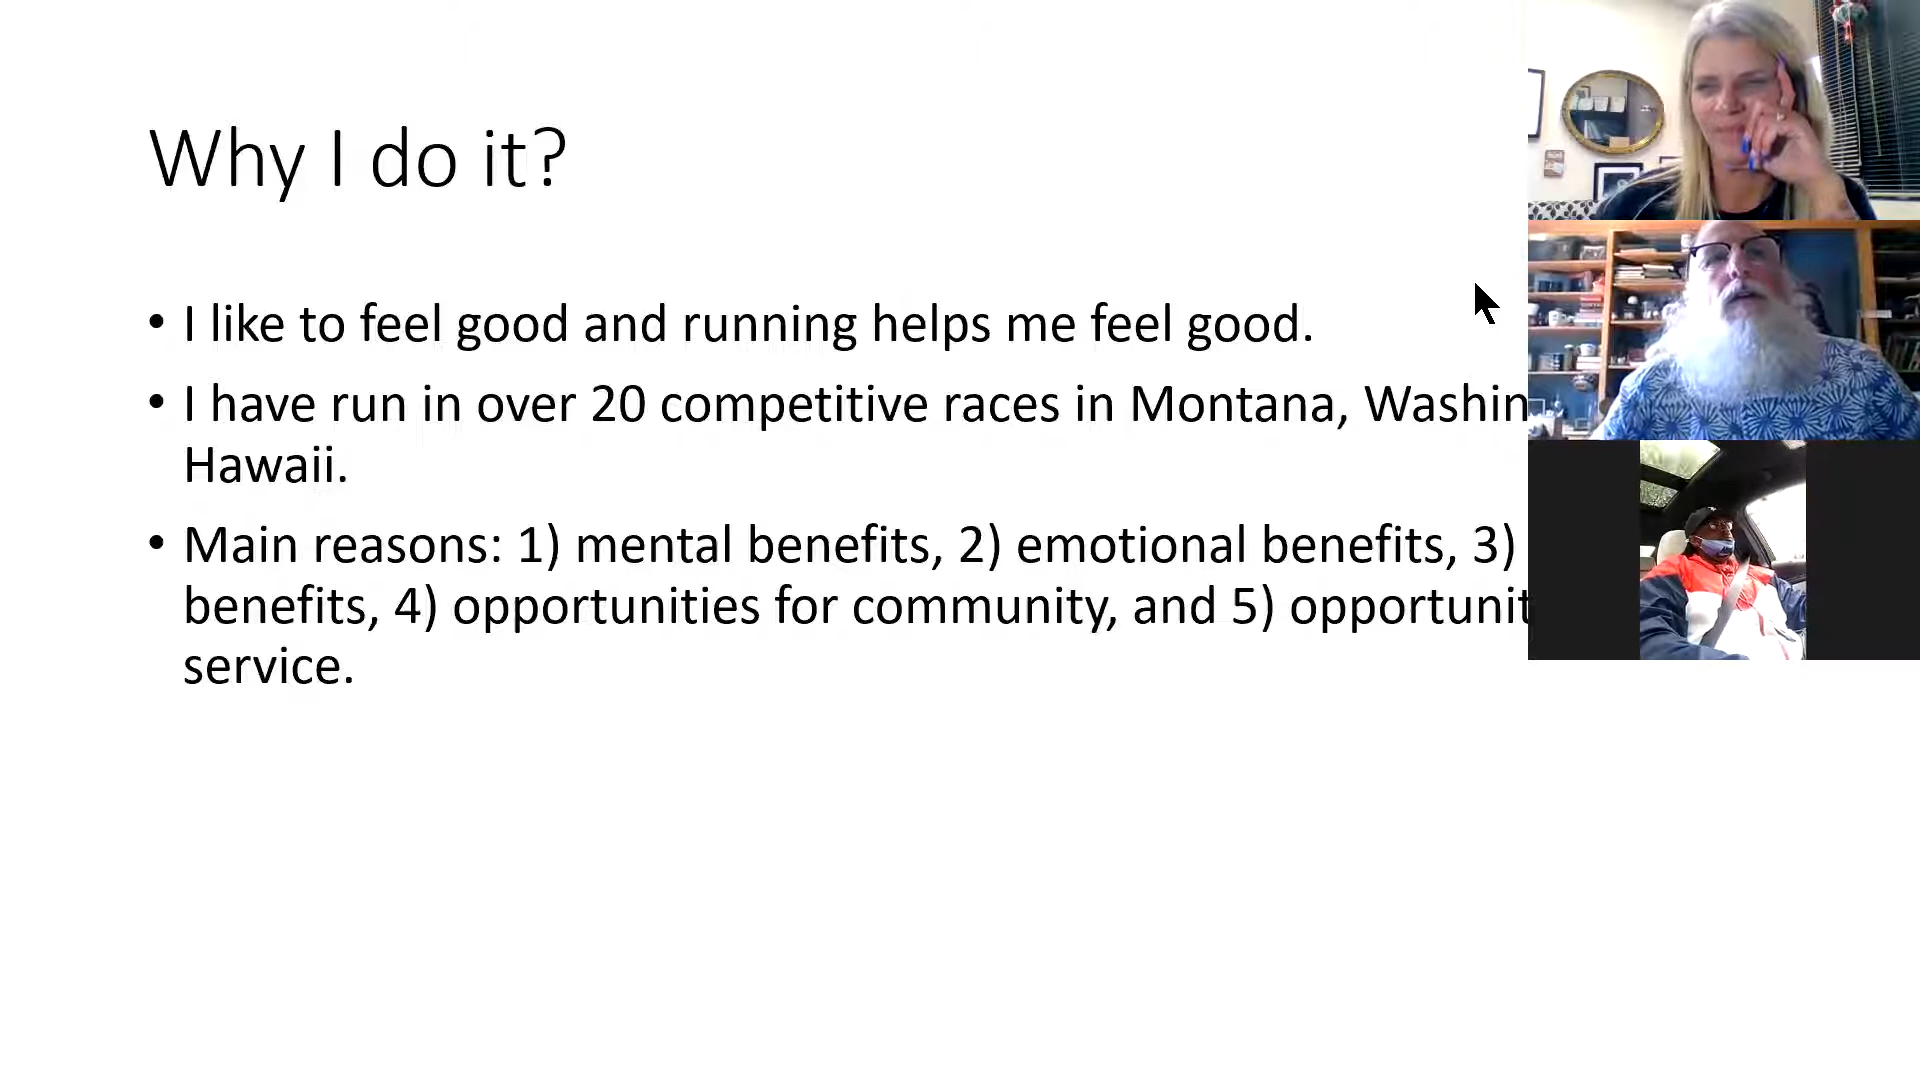 Why I do it?
• I like to feel good and running helps me feel good.
• I have run in over 20 competitive races in Montana, Washin
Hawaii.
• Main reasons: 1) mental benefits, 2) emotional benefits, 3)
benefits, 4) opportunities for community, and 5) opportunit
service.